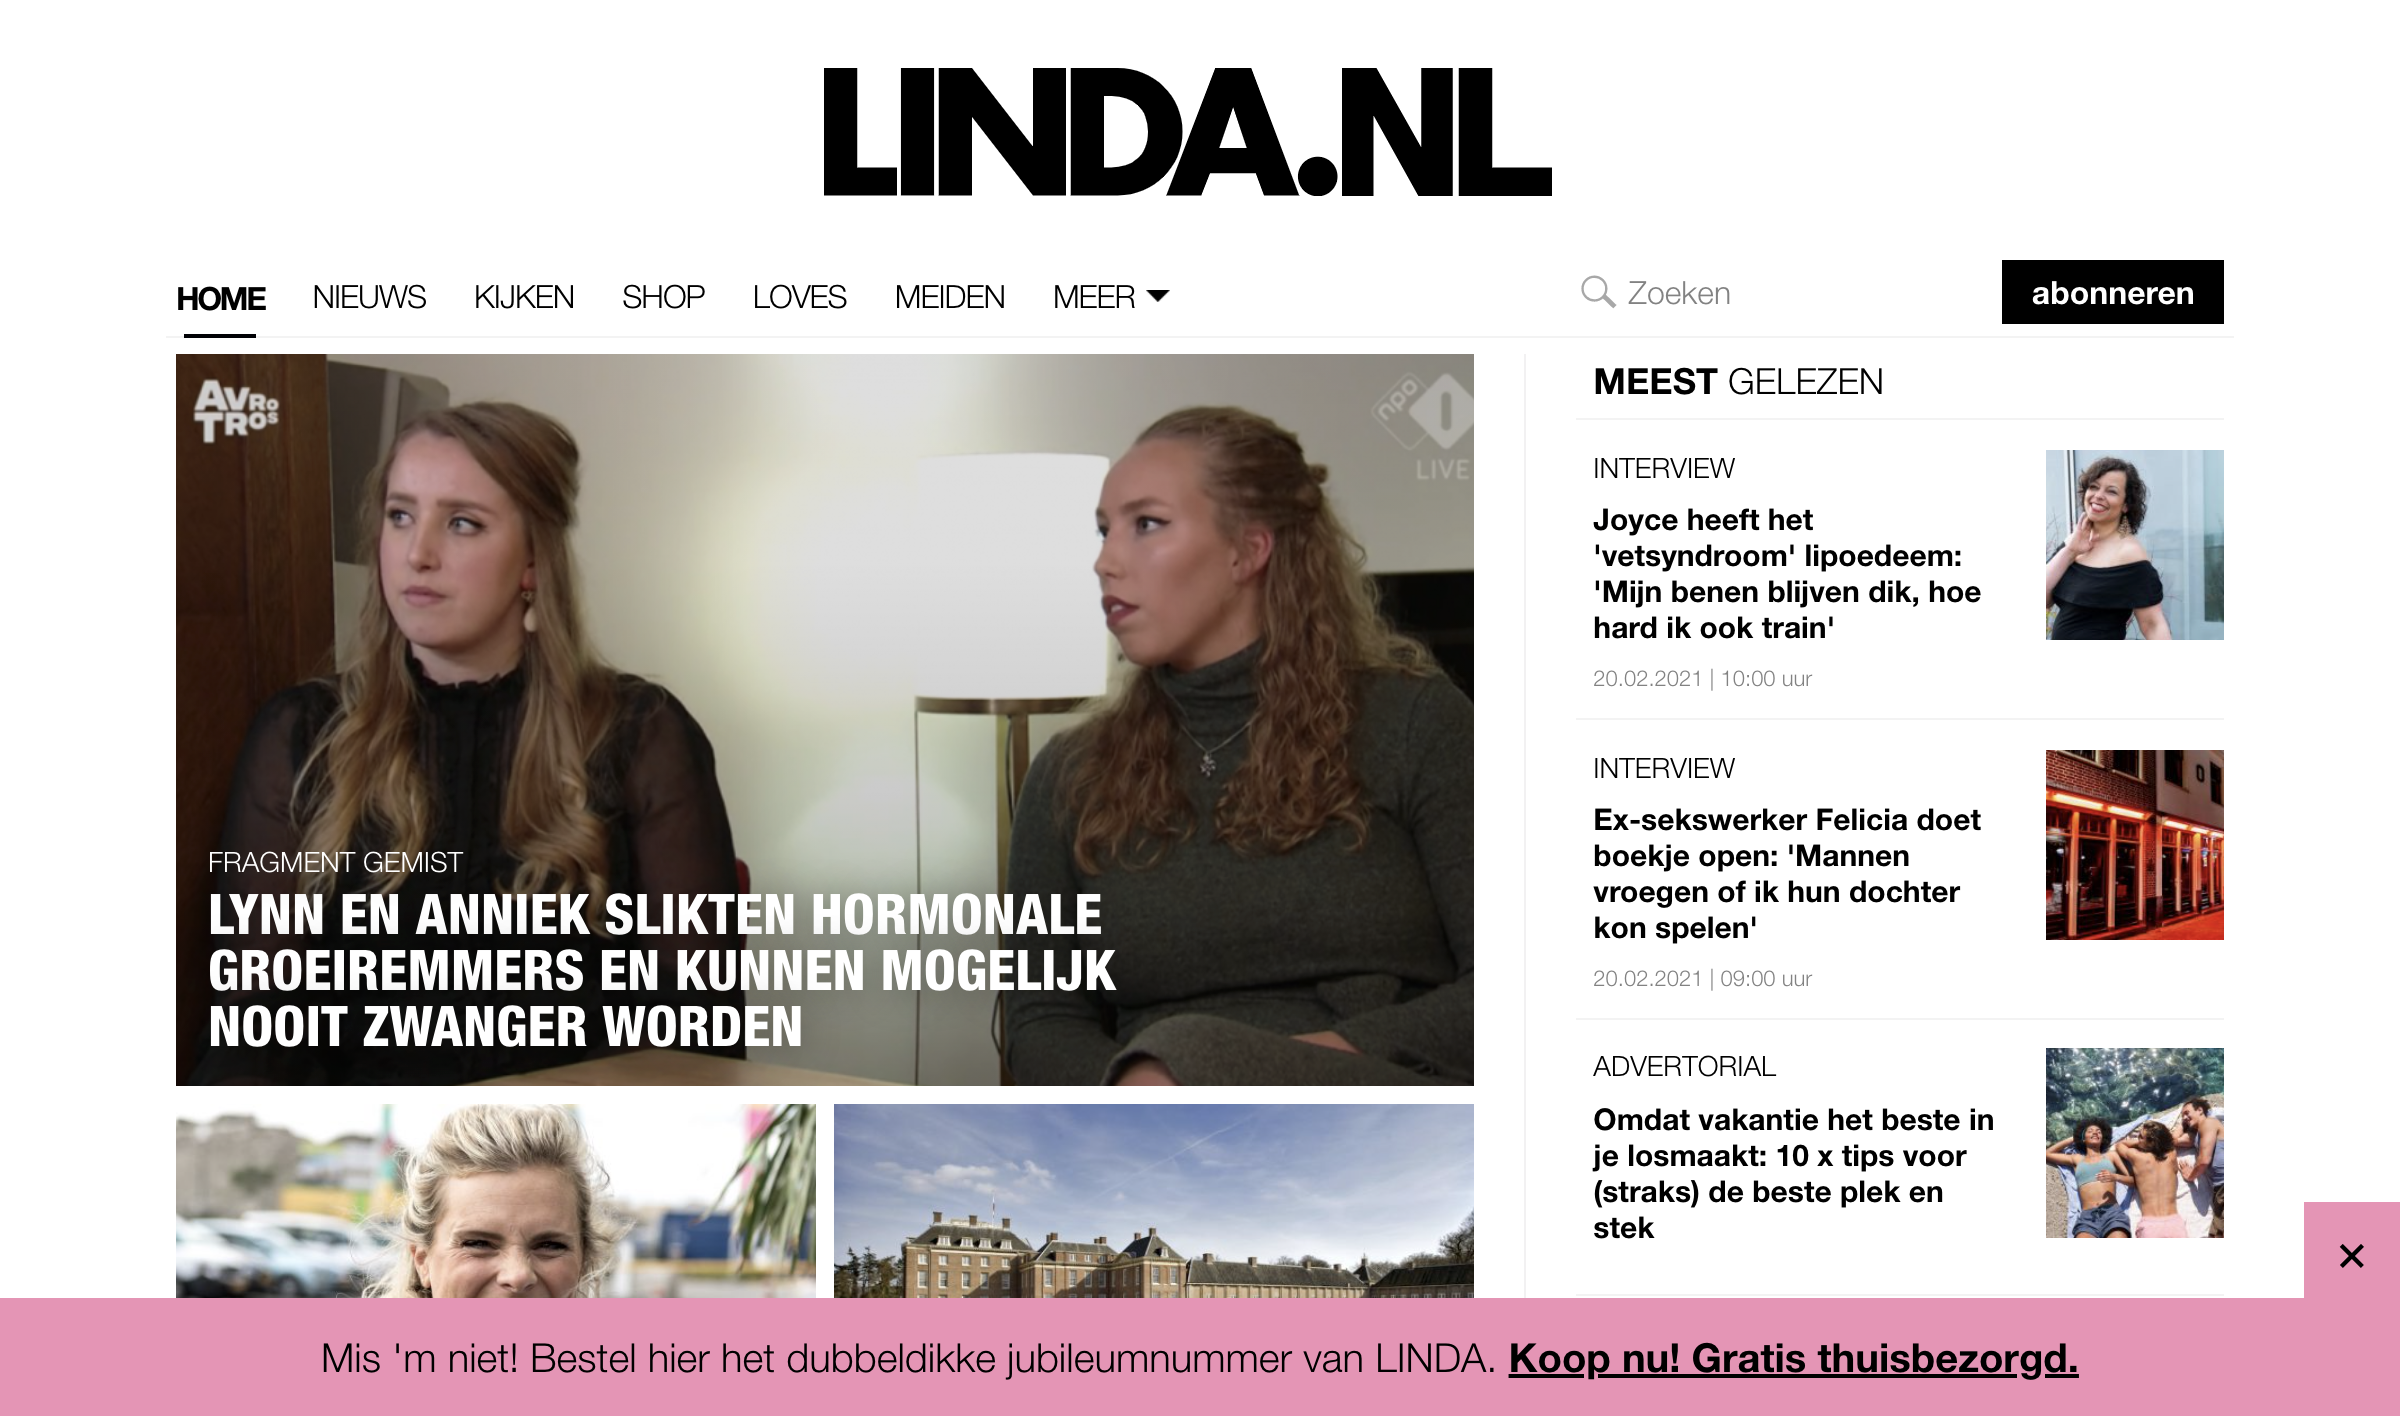 LINDA.NL
HOME NIEUWS KIJKEN SHOP LOVES MEIDEN MEER Zoeken abonneren
AVROTROS
npo 1
LIVE
FRAGMENT GEMIST
LYNN EN ANNIEK SLIKTEN HORMONALE
GROEIREMMERS EN KUNNEN MOGELIJK
NOOIT ZWANGER WORDEN
MEEST GELEZEN
INTERVIEW
Joyce heeft het
'vetsyndroom' lipoedeem:
'Mijn benen blijven dik, hoe
hard ik ook train'
20.02.2021 | 10:00 uur
INTERVIEW
Ex-sekswerker Felicia doet
boekje open: 'Mannen
vroegen of ik hun dochter
kon spelen'
20.02.2021 | 09:00 uur
ADVERTORIAL
Omdat vakantie het beste in
je losmaakt: 10 x tips voor
(straks) de beste plek en
stek
Mis 'm niet! Bestel hier het dubbeldikke jubileumnummer van LINDA. Koop nu! Gratis thuisbezorgd.